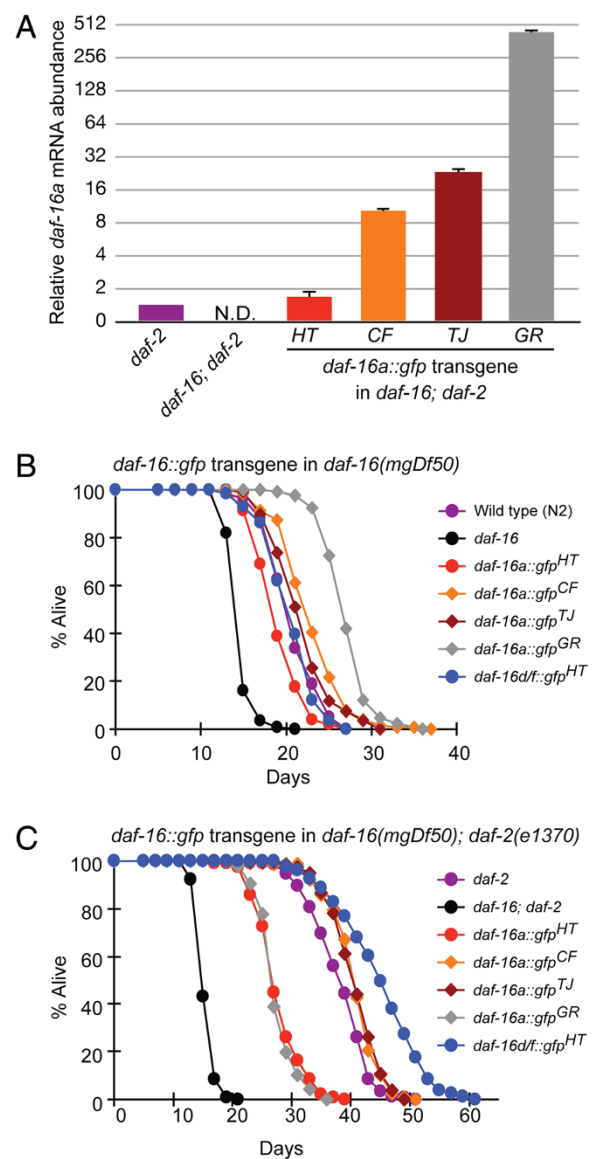 A
Relative daf-16a mRNA abundance
512
256
128
64
32
16
8
4
2
0
N.D.
daf-2
daf-16; daf-2
HT CF TJ GR
daf-16a::gfp transgene
in daf-16; daf-2
B
daf-16::gfp transgene in daf-16(mgDf50)
% Alive
100
80
60
40
20
0
0 10 20 30 40
Days
Wild type (N2)
daf-16
daf-16a::gfpHT
daf-16a::gfpCF
daf-16a::gfpTJ
daf-16a::gfpGR
daf-16d/f::gfpHT
C
daf-16::gfp transgene in daf-16(mgDf50); daf-2(e1370)
% Alive
100
80
60
40
20
0
0 10 20 30 40 50 60
Days
daf-2
daf-16; daf-2
daf-16a::gfpHT
daf-16a::gfpCF
daf-16a::gfpTJ
daf-16a::gfpGR
daf-16d/f::gfpHT